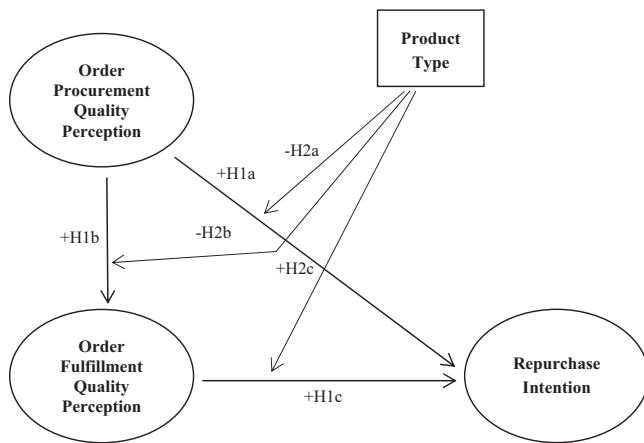 Product
Type
Order
Procurement
Quality
Perception
-H2a
+H1a
+H1b
-H2b
+H2c
Order
Fulfillment
Quality
Perception
Repurchase
Intention
+H1c